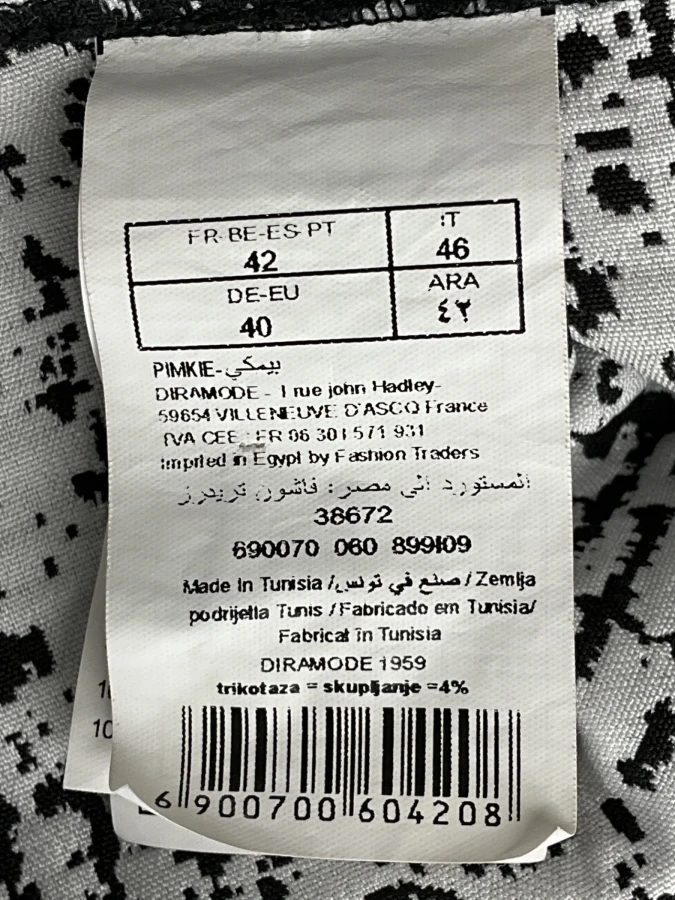 FR-BE-ES-PT
42
IT
46
DE-EU
40
ARA
٤٢
PIMKIE-بيمكي
DIRAMODE - 1 rue john Hadley-
59654 VILLENEUVE D'ASCQ France
TVA CEE : FR 06 301 571 931
Imprted in Egypt by Fashion Traders
المستورد الى مصر: فاشون تريدرز
38672
690070 060 899109
Made In Tunisia / صنع في تونس / Zemlja
podrijetla Tunis / Fabricado em Tunisia/
Fabricat în Tunisia
DIRAMODE 1959
trikotaza = skupljanje =4%
6 900700 604208
10